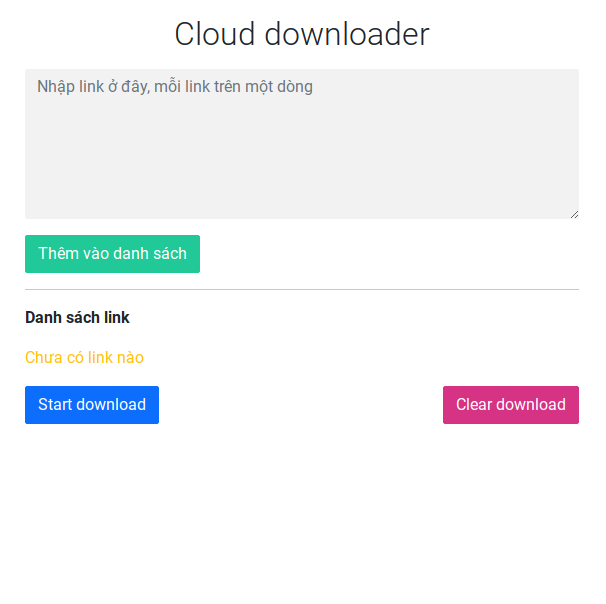 Cloud downloader
Nhập link ở đây, mỗi link trên một dòng
Thêm vào danh sách
Danh sách link
Chưa có link nào
Start download
Clear download